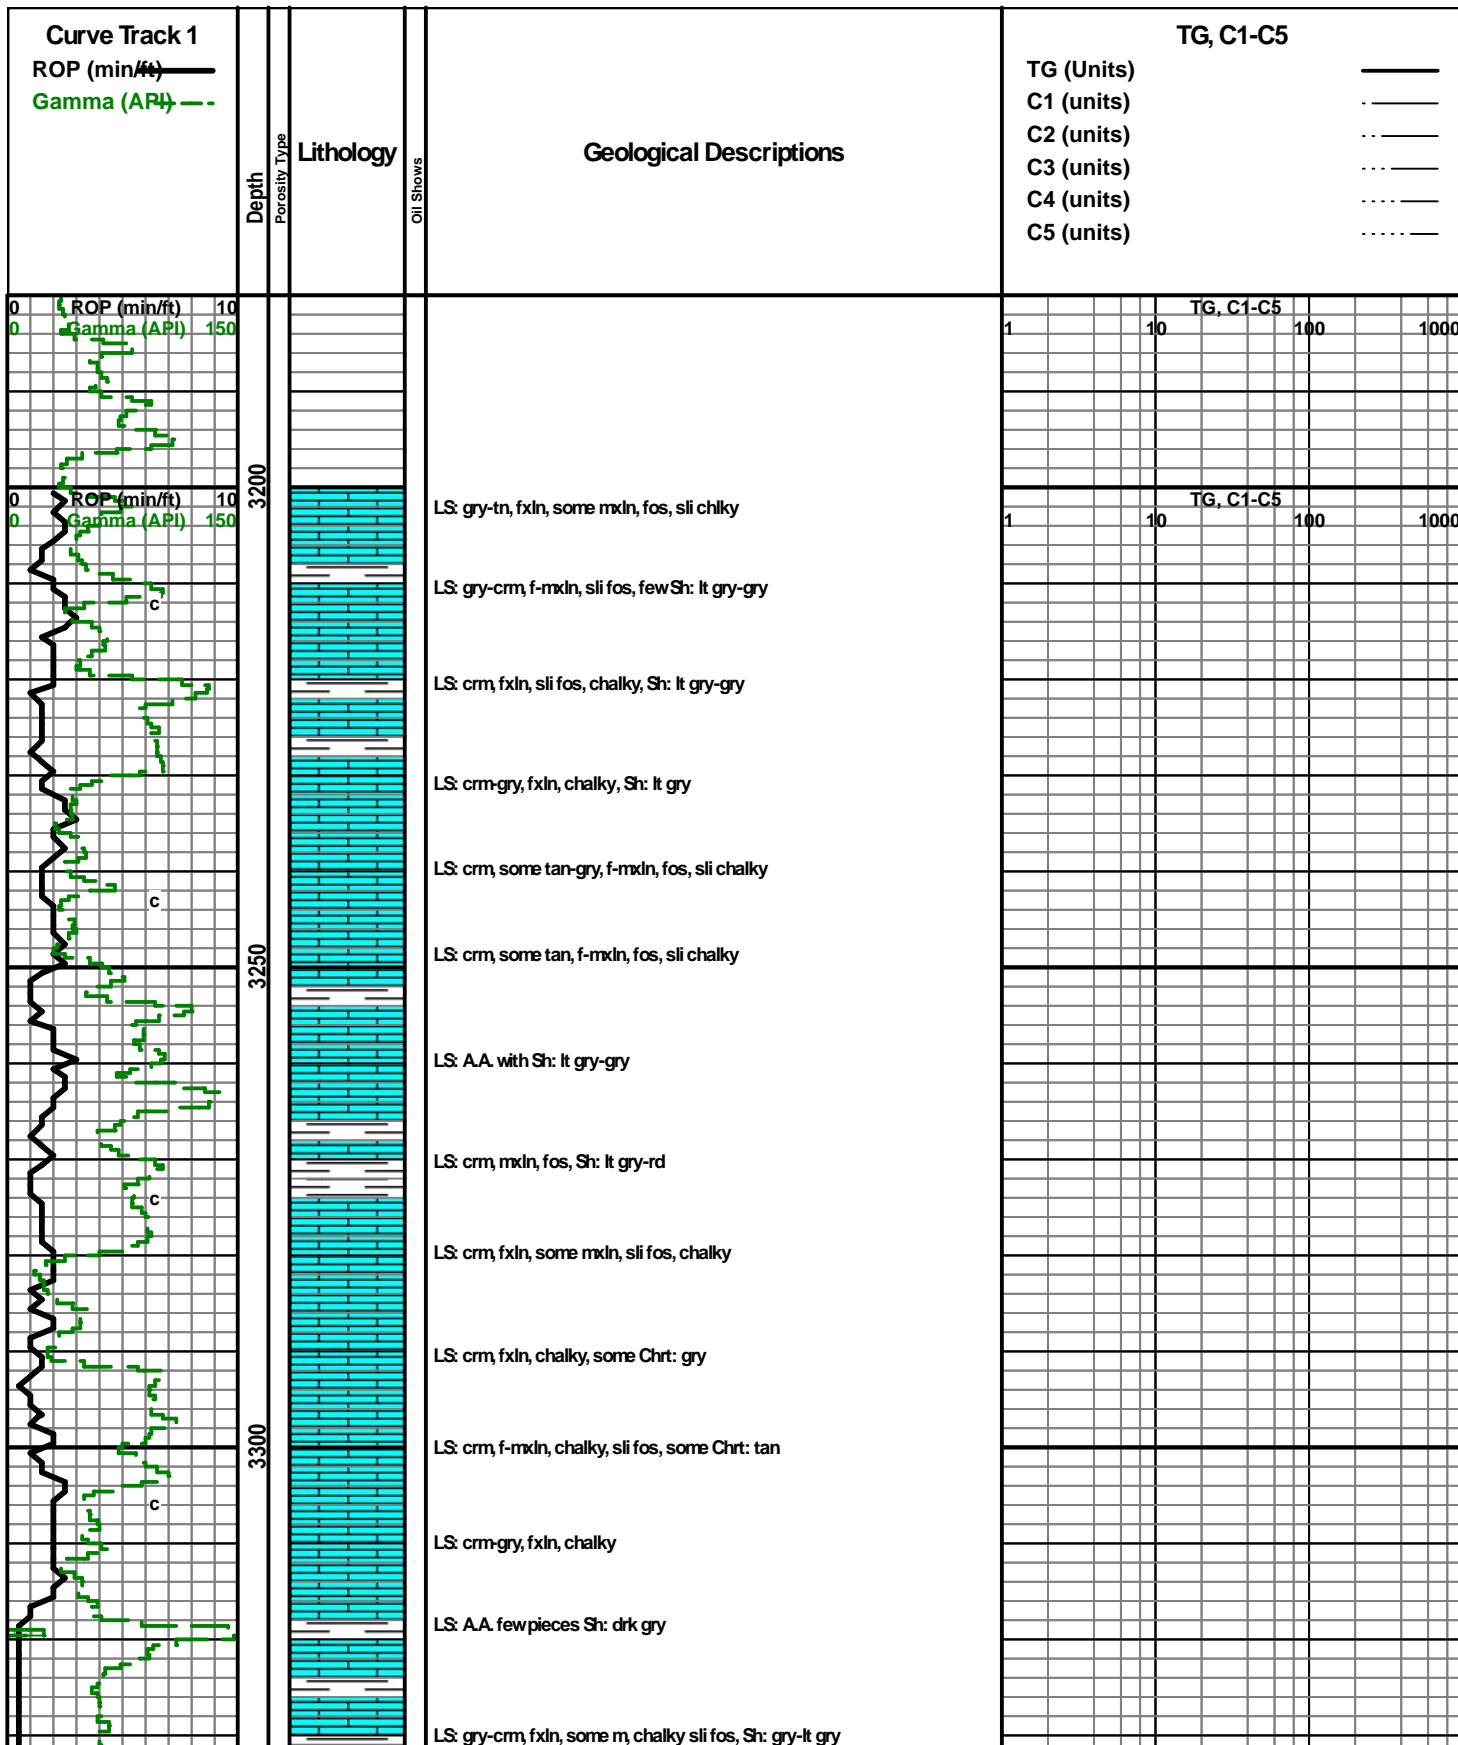 Curve Track 1
ROP (min/ft)
Gamma (API)
Depth
Porosity Type
Lithology
Oil Shows
Geological Descriptions
TG, C1-C5
TG (Units)
C1 (units)
C2 (units)
C3 (units)
C4 (units)
C5 (units)
0 ROP (min/ft) 10
0 Gamma (API) 150
TG, C1-C5
1 10 100 1000
3200
0 ROP (min/ft) 10
0 Gamma (API) 150
TG, C1-C5
1 10 100 1000
LS: gry-tn, fxln, some mxln, fos, sli chlky
LS: gry-crm, f-mxln, sli fos, few Sh: lt gry-gry
c
LS: crm, fxln, sli fos, chalky, Sh: lt gry-gry
LS: crm-gry, fxln, chalky, Sh: lt gry
LS: crm, some tan-gry, f-mxln, fos, sli chalky
c
LS: crm, some tan, f-mxln, fos, sli chalky
3250
LS: A.A. with Sh: lt gry-gry
LS: crm, mxln, fos, Sh: lt gry-rd
c
LS: crm, fxln, some mxln, sli fos, chalky
LS: crm, fxln, chalky, some Chrt: gry
LS: crm, f-mxln, chalky, sli fos, some Chrt: tan
3300
c
LS: crm-gry, fxln, chalky
LS: A.A. few pieces Sh: drk gry
LS: gry-crm, fxln, some m, chalky sli fos, Sh: gry-lt gry